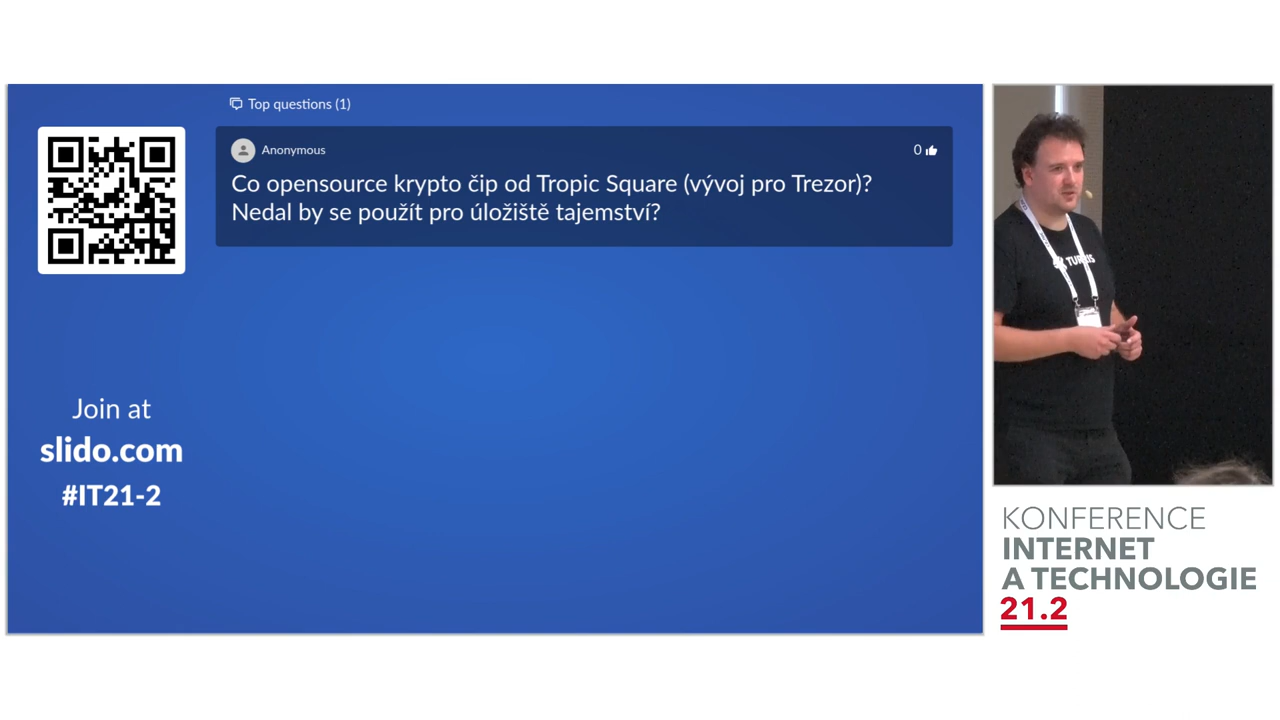 Top questions (1)
Anonymous
0
Co opensource krypto čip od Tropic Square (vývoj pro Trezor)?
Nedal by se použít pro úložiště tajemství?
Join at
slido.com
#IT21-2
KONFERENCE
INTERNET
A TECHNOLOGIE
21.2